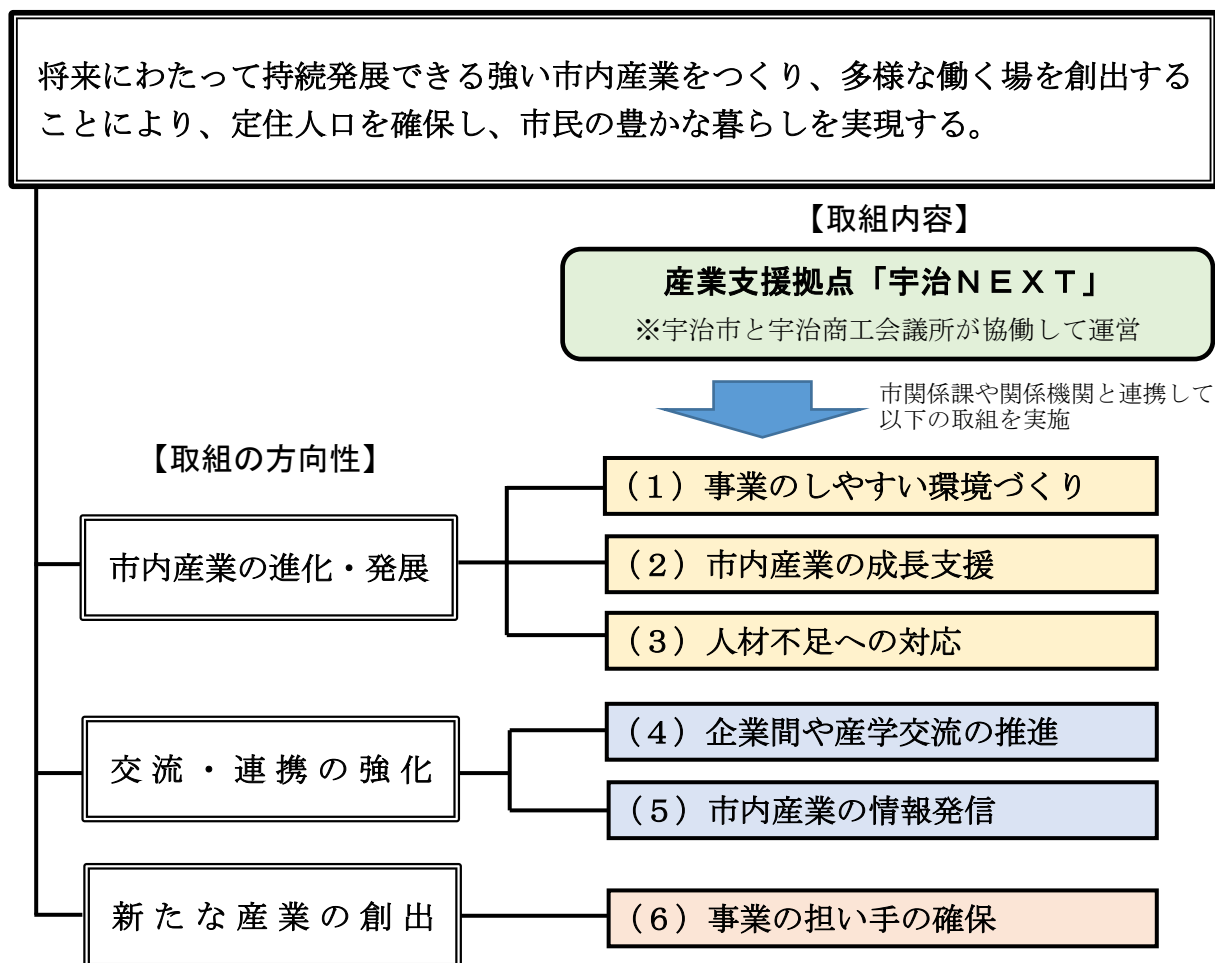 将来にわたって持続発展できる強い市内産業をつくり、多様な働く場を創出する
ことにより、定住人口を確保し、市民の豊かな暮らしを実現する。
【取組内容】
産業支援拠点「宇治ＮＥＸＴ」
※宇治市と宇治商工会議所が協働して運営
市関係課や関係機関と連携して
以下の取組を実施
【取組の方向性】
市内産業の進化・発展
（１）事業のしやすい環境づくり
（２）市内産業の成長支援
（３）人材不足への対応
交流・連携の強化
（４）企業間や産学交流の推進
（５）市内産業の情報発信
新たな産業の創出
（６）事業の担い手の確保